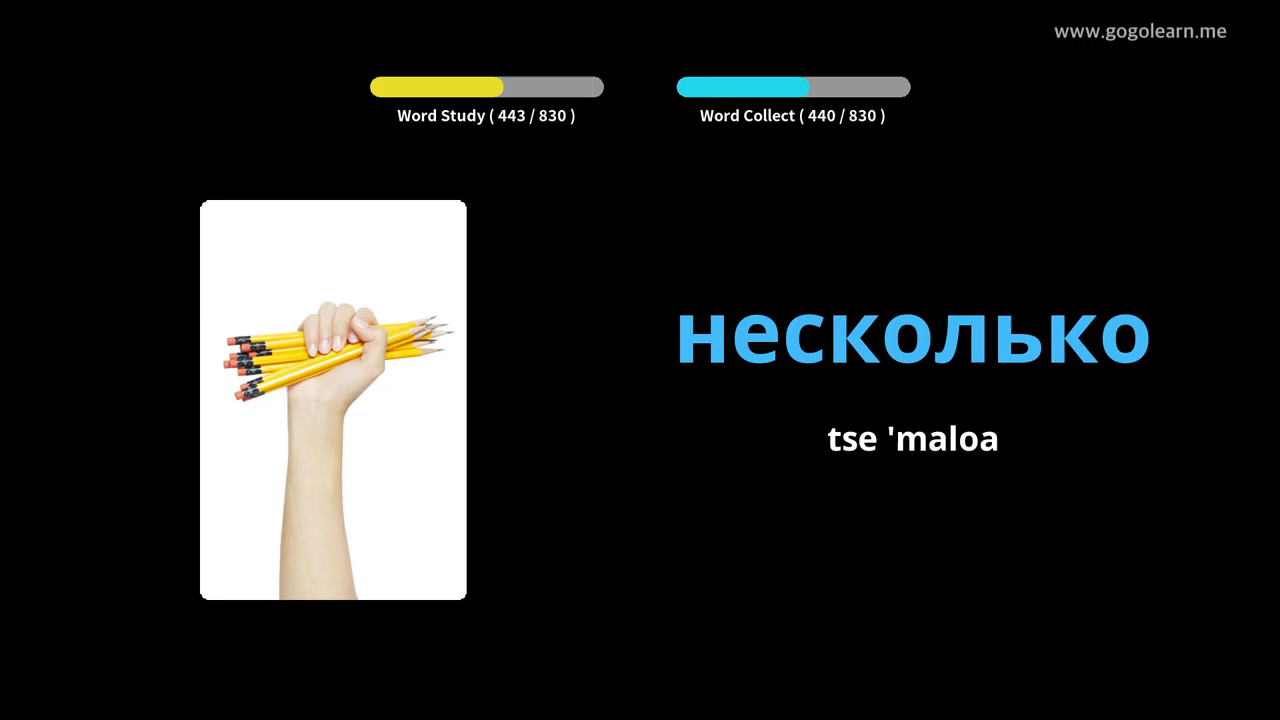 www.gogolearn.me
Word Study ( 443 / 830 )
Word Collect ( 440 / 830 )
несколько
tse 'maloa